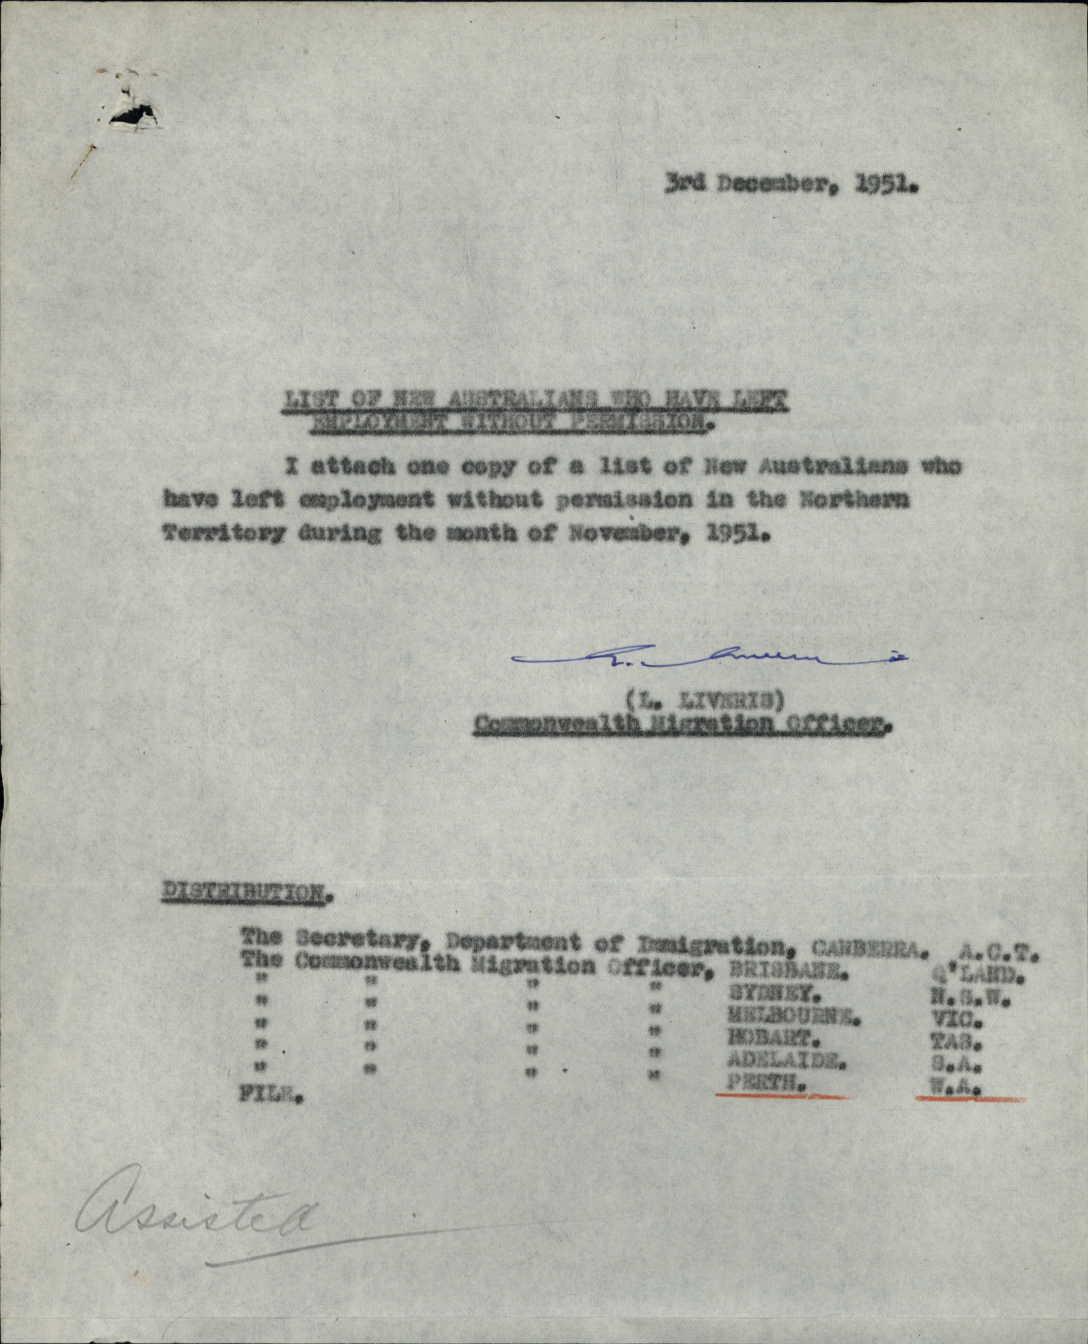 3rd December, 1951.
LIST OF NEW AUSTRALIANS WHO HAVE LEFT
EMPLOYMENT WITHOUT PERMISSION.
I attach one copy of a list of New Australians who
have left employment without permission in the Northern
Territory during the month of November, 1951.
(L. LIVERIS)
Commonwealth Migration Officer.
DISTRIBUTION.
The Secretary, Department of Immigration, CANBERRA. A.C.T.
The Commonwealth Migration Officer, BRISBANE. Q'LAND.
" " " " SYDNEY. N.S.W.
" " " " MELBOURNE. VIC.
" " " " HOBART. TAS.
" " " " ADELAIDE. S.A.
" " " " PERTH. W.A.
FILE.
Assisted